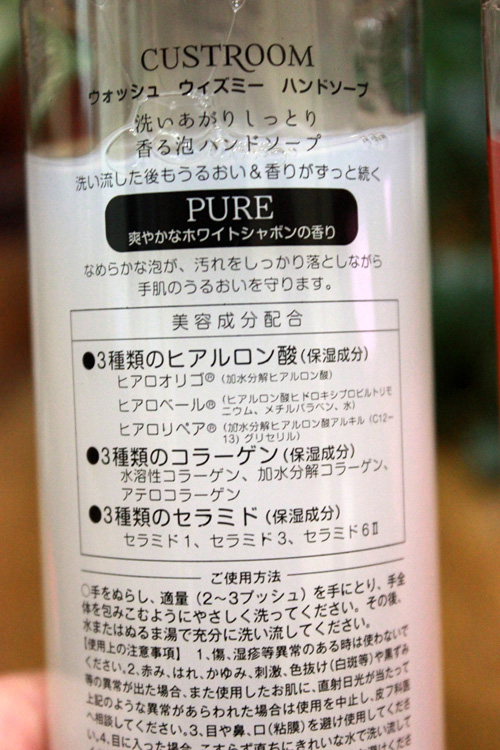 CUSTROOM
ウォッシュ ウィズミー ハンドソープ
洗いあがりしっとり
香る泡ハンドソープ
洗い流した後もうるおい＆香りがずっと続く
PURE
爽やかなホワイトシャボンの香り
なめらかな泡が、汚れをしっかり落としながら
手肌のうるおいを守ります。
美容成分配合
●3種類のヒアルロン酸(保湿成分)
ヒアロオリゴ® (加水分解ヒアルロン酸)
ヒアロベール® (ヒアルロン酸ヒドロキシプロピルトリモ
ニウム、メチルパラベン、水)
ヒアロリペア® (加水分解ヒアルロン酸アルキル (C12-
13) グリセリル)
●3種類のコラーゲン(保湿成分)
水溶性コラーゲン、加水分解コラーゲン、
アテロコラーゲン
●3種類のセラミド(保湿成分)
セラミド1、セラミド3、セラミド6Ⅱ
ご使用方法
○手をぬらし、適量（2〜3プッシュ）を手にとり、手全
体を包みこむようにやさしく洗ってください。その後、
水またはぬるま湯で充分に洗い流してください。
【使用上の注意事項】 1、傷、湿疹等異常のある時は使わないで
ください。2、赤み、はれ、かゆみ、刺激、色抜け(白斑等)や黒ずみ
等の異常が出た場合、また使用したお肌に、直射日光が当たって
上記のような異常があらわれた場合は使用を中止し、皮フ科医
へ相談してください。3、目や鼻、口(粘膜)を避け使用してくださ
い。4、目に入った場合、こすらず直ちにきれいな水で洗い流して